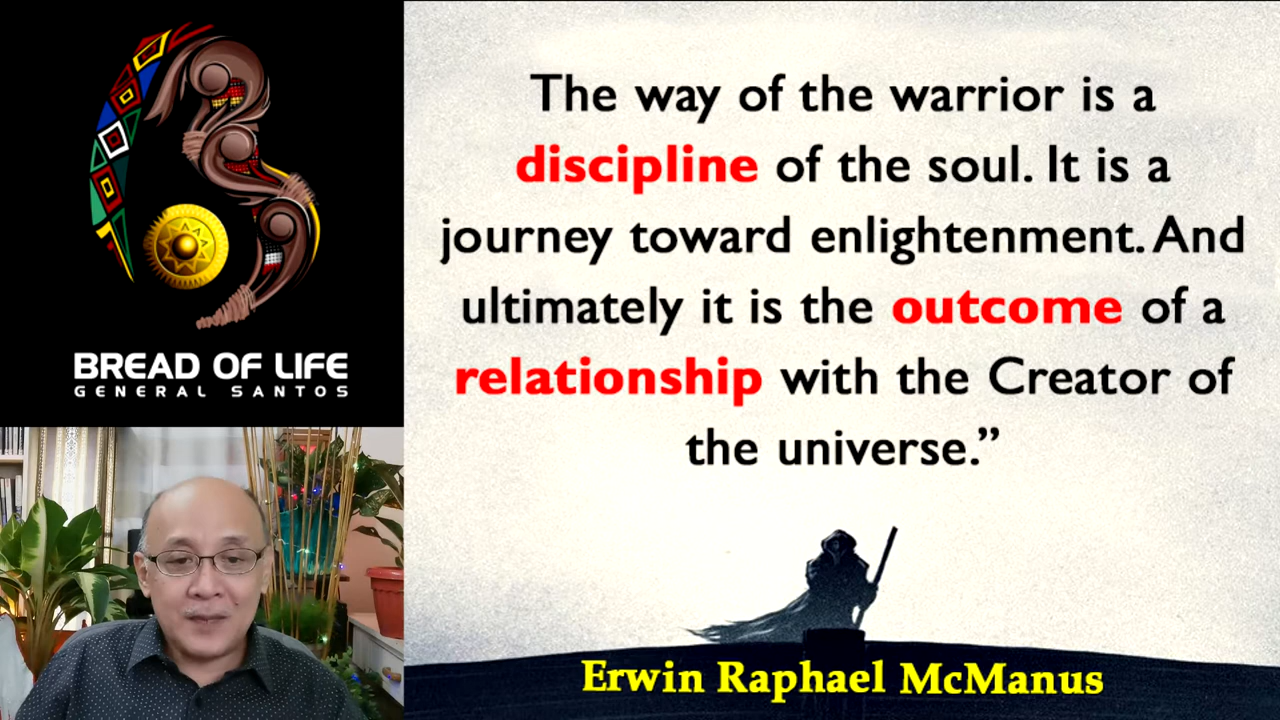 BREAD OF LIFE
GENERAL SANTOS
The way of the warrior is a
discipline of the soul. It is a
journey toward enlightenment. And
ultimately it is the outcome of a
relationship with the Creator of
the universe.”
Erwin Raphael McManus